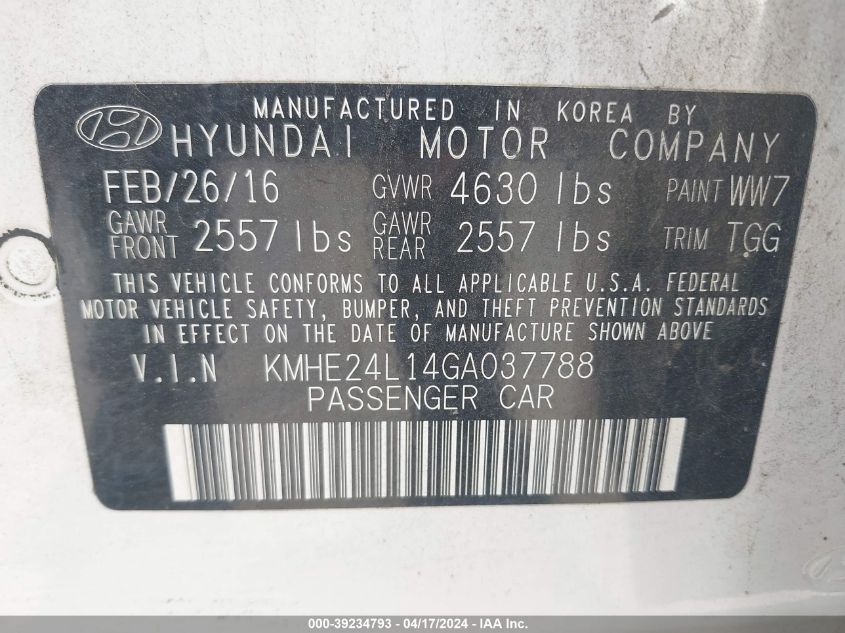 MANUFACTURED IN KOREA BY
HYUNDAI MOTOR COMPANY
FEB/26/16 GVWR 4630 lbs PAINT WW7
GAWR FRONT 2557 lbs GAWR REAR 2557 lbs TRIM TGG
THIS VEHICLE CONFORMS TO ALL APPLICABLE U.S.A. FEDERAL
MOTOR VEHICLE SAFETY, BUMPER, AND THEFT PREVENTION STANDARDS
IN EFFECT ON THE DATE OF MANUFACTURE SHOWN ABOVE
V.I.N KMHE24L14GA037788
PASSENGER CAR
000-39234793 - 04/17/2024 - IAA Inc.